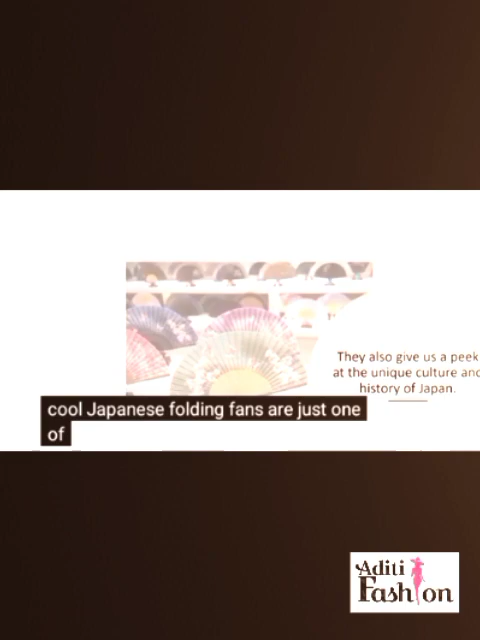 They also give us a peek
at the unique culture and
history of Japan.
cool Japanese folding fans are just one
of
Aditi
Fashion